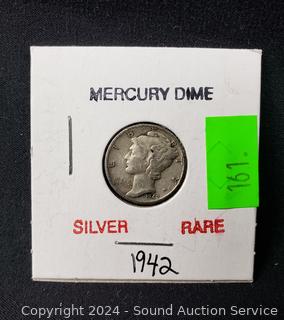 MERCURY DIME
161.
SILVER RARE
1942
Copyright 2024 - Sound Auction Service